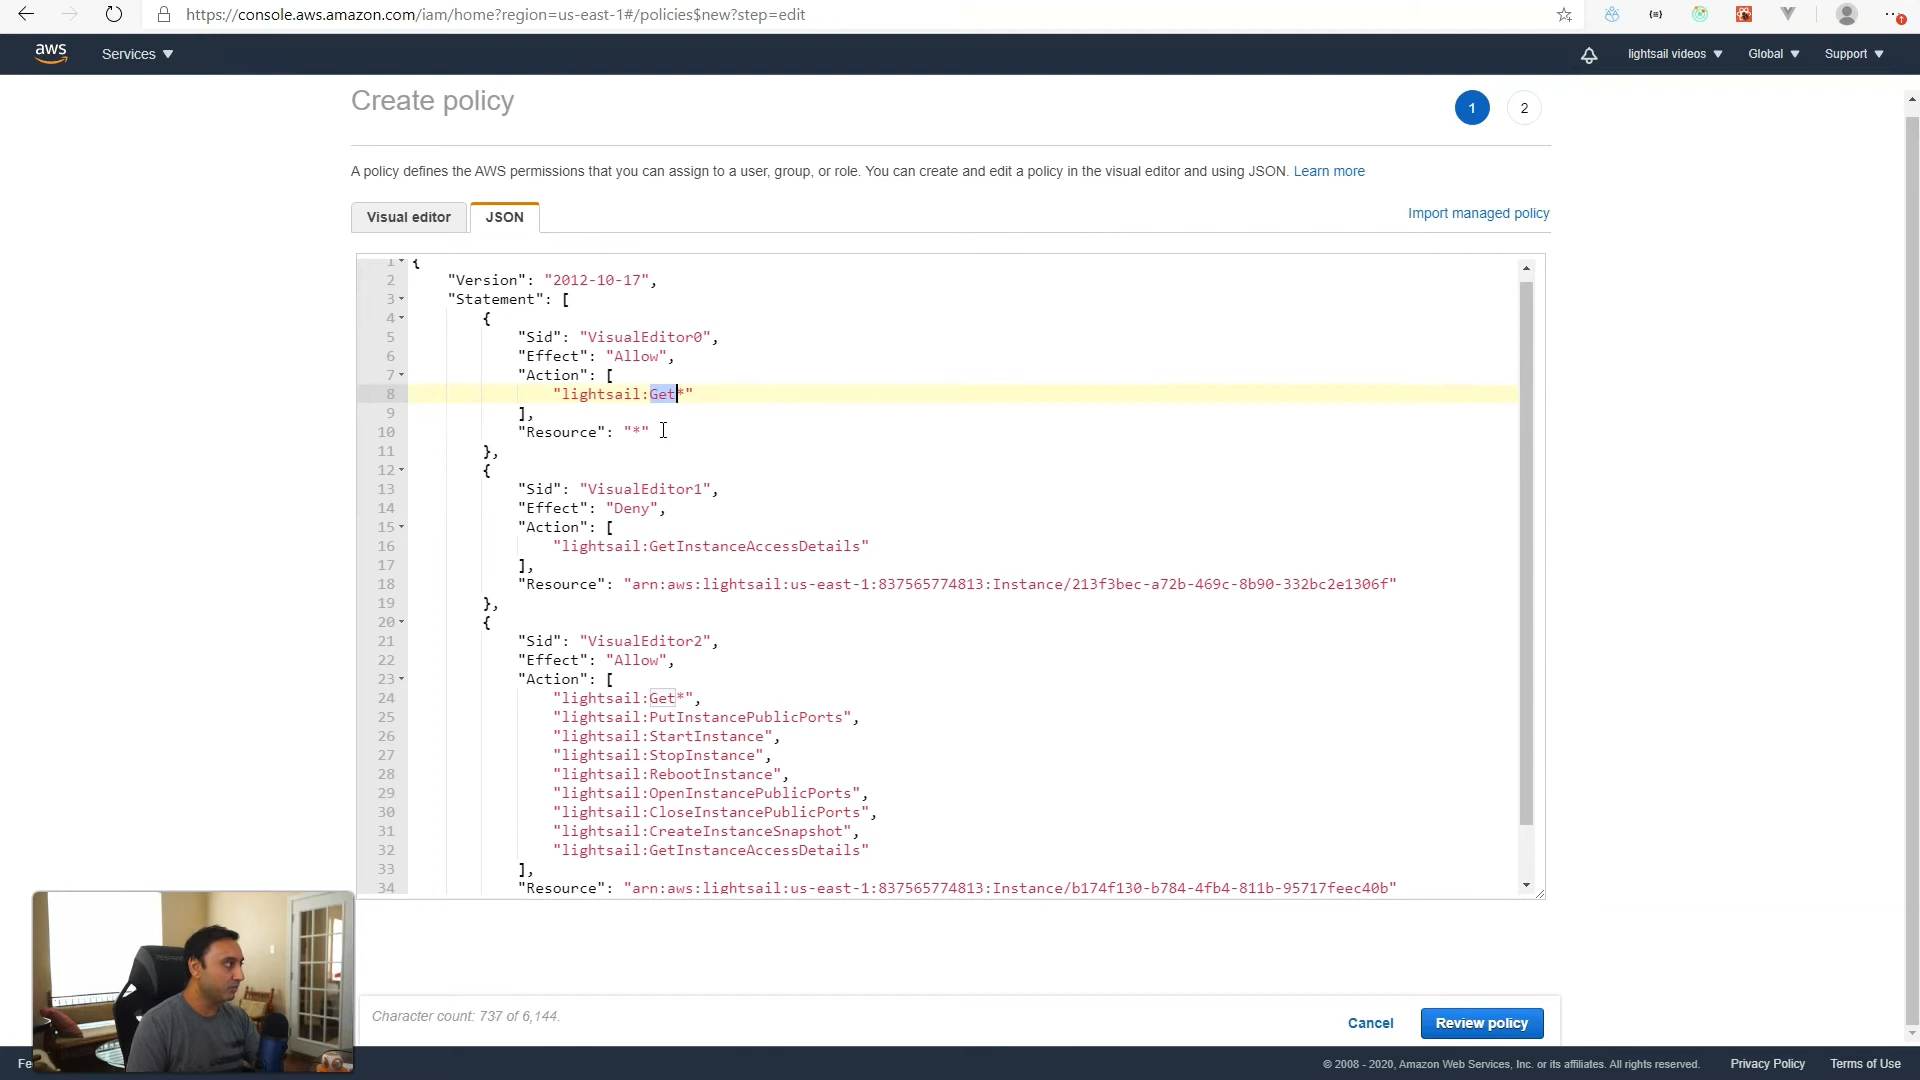 https://console.aws.amazon.com/iam/home?region=us-east-1#/policies$new?step=edit
aws
Services
lightsail videos
Global
Support
Create policy
1
2
A policy defines the AWS permissions that you can assign to a user, group, or role. You can create and edit a policy in the visual editor and using JSON. Learn more
Visual editor
JSON
Import managed policy
1 {
2 "Version": "2012-10-17",
3 "Statement": [
4 {
5 "Sid": "VisualEditor0",
6 "Effect": "Allow",
7 "Action": [
8 "lightsail:Get*"
9 ],
10 "Resource": "*"
11 },
12 {
13 "Sid": "VisualEditor1",
14 "Effect": "Deny",
15 "Action": [
16 "lightsail:GetInstanceAccessDetails"
17 ],
18 "Resource": "arn:aws:lightsail:us-east-1:837565774813:Instance/213f3bec-a72b-469c-8b90-332bc2e1306f"
19 },
20 {
21 "Sid": "VisualEditor2",
22 "Effect": "Allow",
23 "Action": [
24 "lightsail:Get*",
25 "lightsail:PutInstancePublicPorts",
26 "lightsail:StartInstance",
27 "lightsail:StopInstance",
28 "lightsail:RebootInstance",
29 "lightsail:OpenInstancePublicPorts",
30 "lightsail:CloseInstancePublicPorts",
31 "lightsail:CreateInstanceSnapshot",
32 "lightsail:GetInstanceAccessDetails"
33 ],
34 "Resource": "arn:aws:lightsail:us-east-1:837565774813:Instance/b174f130-b784-4fb4-811b-95717feec40b"
Character count: 737 of 6,144.
Cancel
Review policy
Fe
© 2008 - 2020, Amazon Web Services, Inc. or its affiliates. All rights reserved.
Privacy Policy
Terms of Use